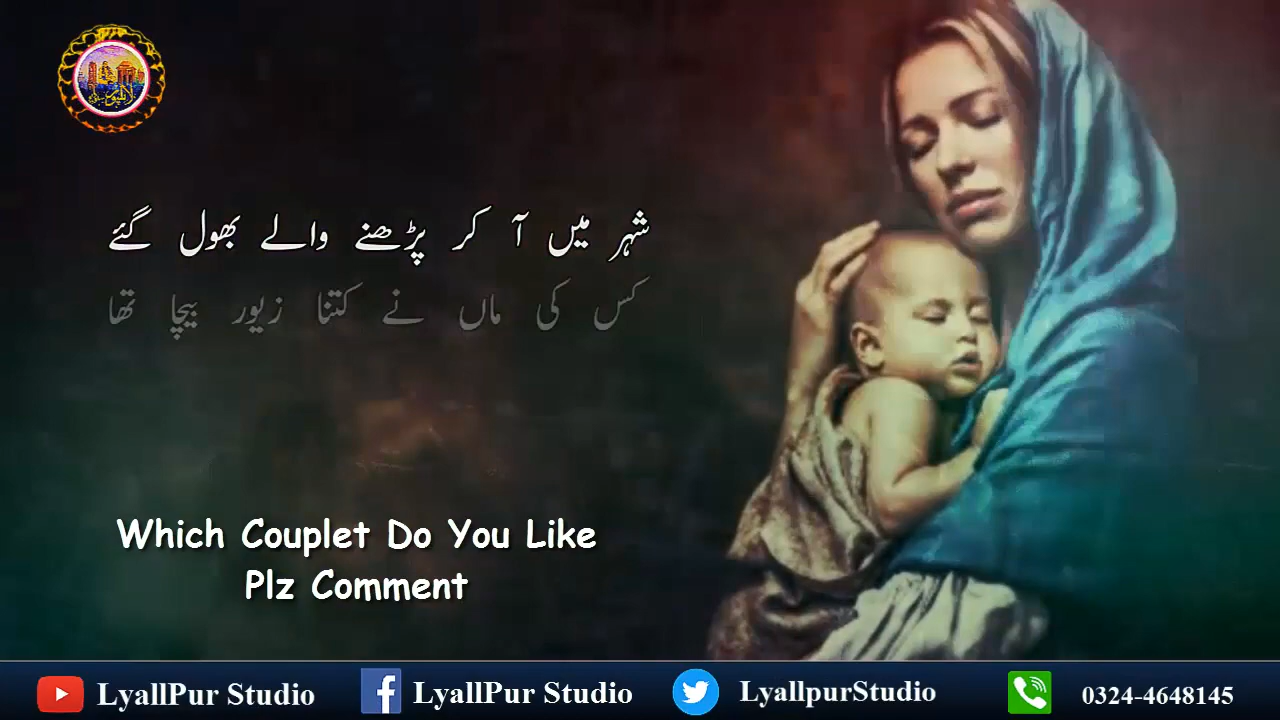 شہر میں آ کر پڑھنے والے بھول گئے
کس کی ماں نے کتنا زیور بیچا تھا
Which Couplet Do You Like
Plz Comment
LyallPur Studio
LyallPur Studio
LyallpurStudio
0324-4648145